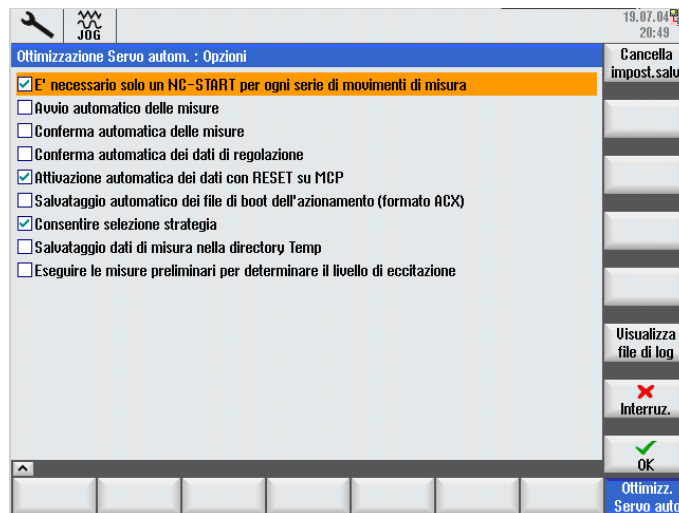 JOG
19.07.04
20:49
Ottimizzazione Servo autom. : Opzioni
E' necessario solo un NC-START per ogni serie di movimenti di misura
Avvio automatico delle misure
Conferma automatica delle misure
Conferma automatica dei dati di regolazione
Attivazione automatica dei dati con RESET su MCP
Salvataggio automatico dei file di boot dell'azionamento (formato ACX)
Consentire selezione strategia
Salvataggio dati di misura nella directory Temp
Eseguire le misure preliminari per determinare il livello di eccitazione
Cancella
impost.salv
Visualizza
file di log
Interruz.
OK
Ottimizz.
Servo auto